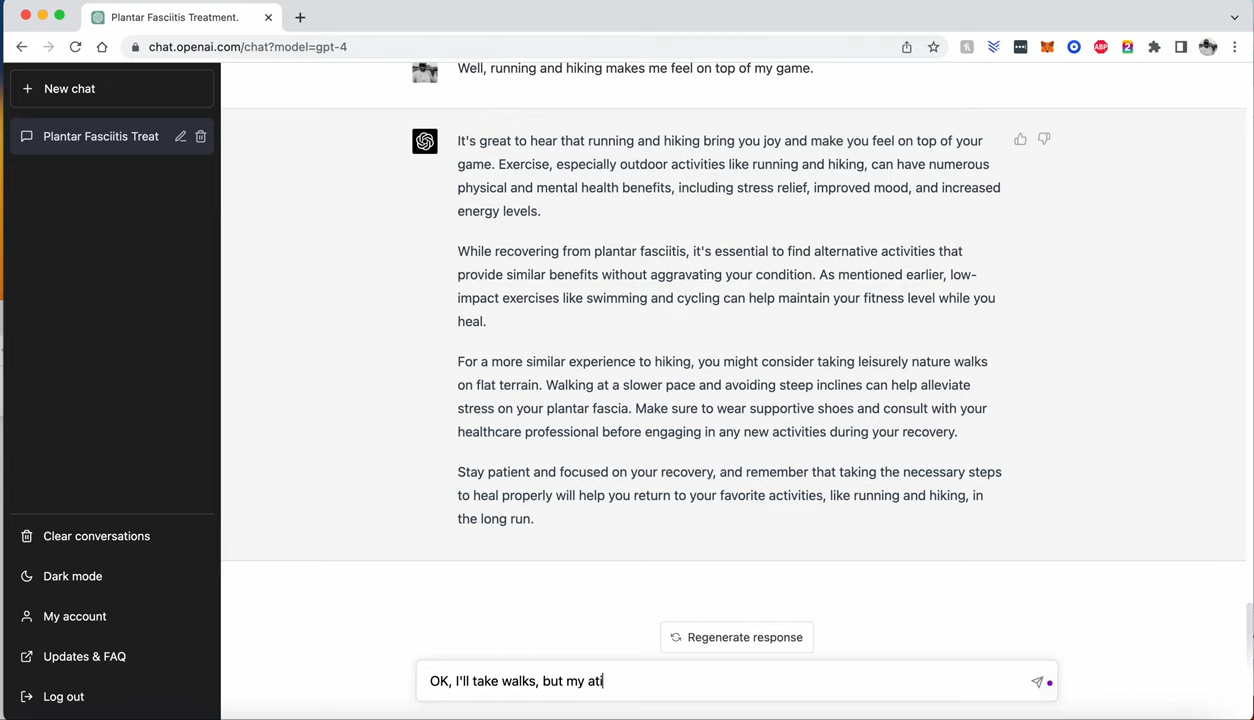 Plantar Fasciitis Treatment.
chat.openai.com/chat?model=gpt-4
ABP
2
New chat
Plantar Fasciitis Treat
Clear conversations
Dark mode
My account
Updates & FAQ
Log out
Well, running and hiking makes me feel on top of my game.
It's great to hear that running and hiking bring you joy and make you feel on top of your
game. Exercise, especially outdoor activities like running and hiking, can have numerous
physical and mental health benefits, including stress relief, improved mood, and increased
energy levels.
While recovering from plantar fasciitis, it's essential to find alternative activities that
provide similar benefits without aggravating your condition. As mentioned earlier, low-
impact exercises like swimming and cycling can help maintain your fitness level while you
heal.
For a more similar experience to hiking, you might consider taking leisurely nature walks
on flat terrain. Walking at a slower pace and avoiding steep inclines can help alleviate
stress on your plantar fascia. Make sure to wear supportive shoes and consult with your
healthcare professional before engaging in any new activities during your recovery.
Stay patient and focused on your recovery, and remember that taking the necessary steps
to heal properly will help you return to your favorite activities, like running and hiking, in
the long run.
Regenerate response
OK, I'll take walks, but my ati